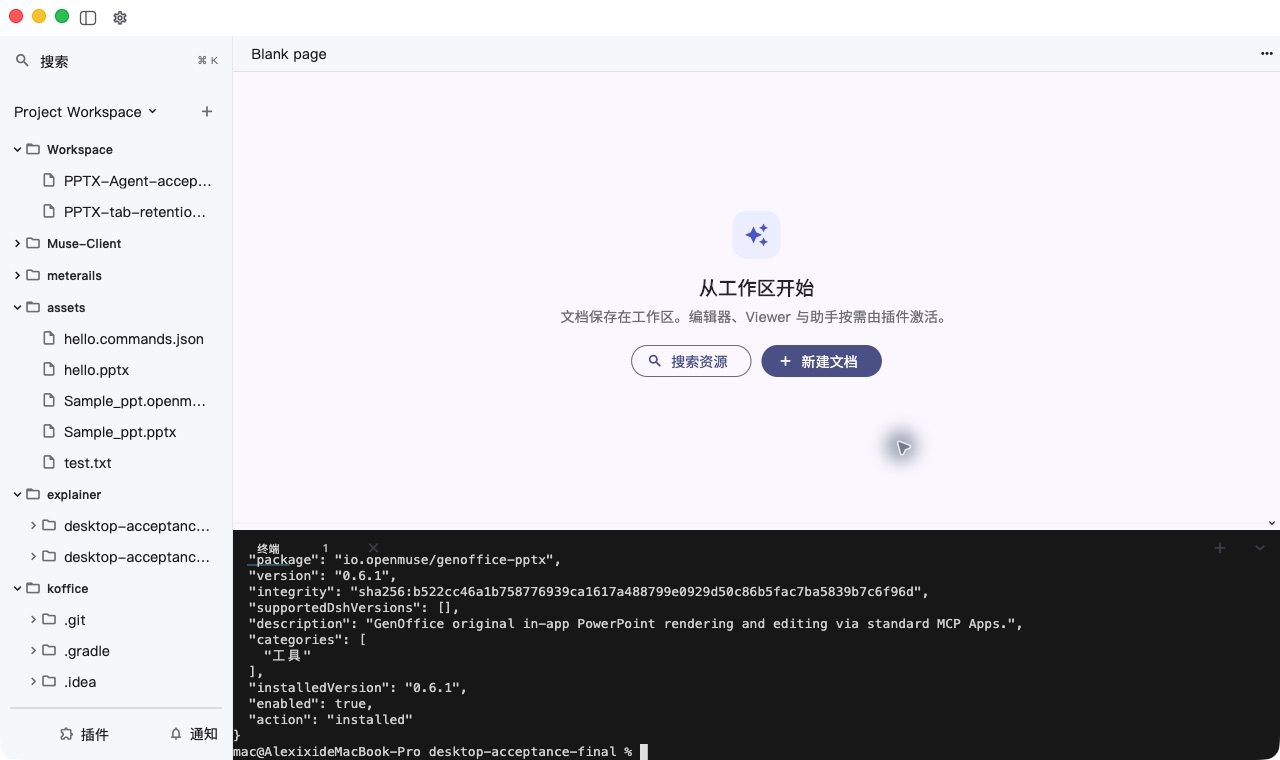 搜索
⌘ K
Project Workspace
Workspace
PPTX-Agent-accep...
PPTX-tab-retentio...
Muse-Client
meterails
assets
hello.commands.json
hello.pptx
Sample_ppt.openm...
Sample_ppt.pptx
test.txt
explainer
desktop-acceptanc...
desktop-acceptanc...
koffice
.git
.gradle
.idea
插件
通知
Blank page
从工作区开始
文档保存在工作区。编辑器、Viewer 与助手按需由插件激活。
搜索资源
新建文档
终端 1
"package": "io.openmuse/genoffice-pptx",
"version": "0.6.1",
"integrity": "sha256:b522cc46a1b758776939ca1617a488799e0929d50c86b5fac7ba5839b7c6f96d",
"supportedDshVersions": [],
"description": "GenOffice original in-app PowerPoint rendering and editing via standard MCP Apps.",
"categories": [
"工具"
],
"installedVersion": "0.6.1",
"enabled": true,
"action": "installed"
}
mac@AlexixideMacBook-Pro desktop-acceptance-final %